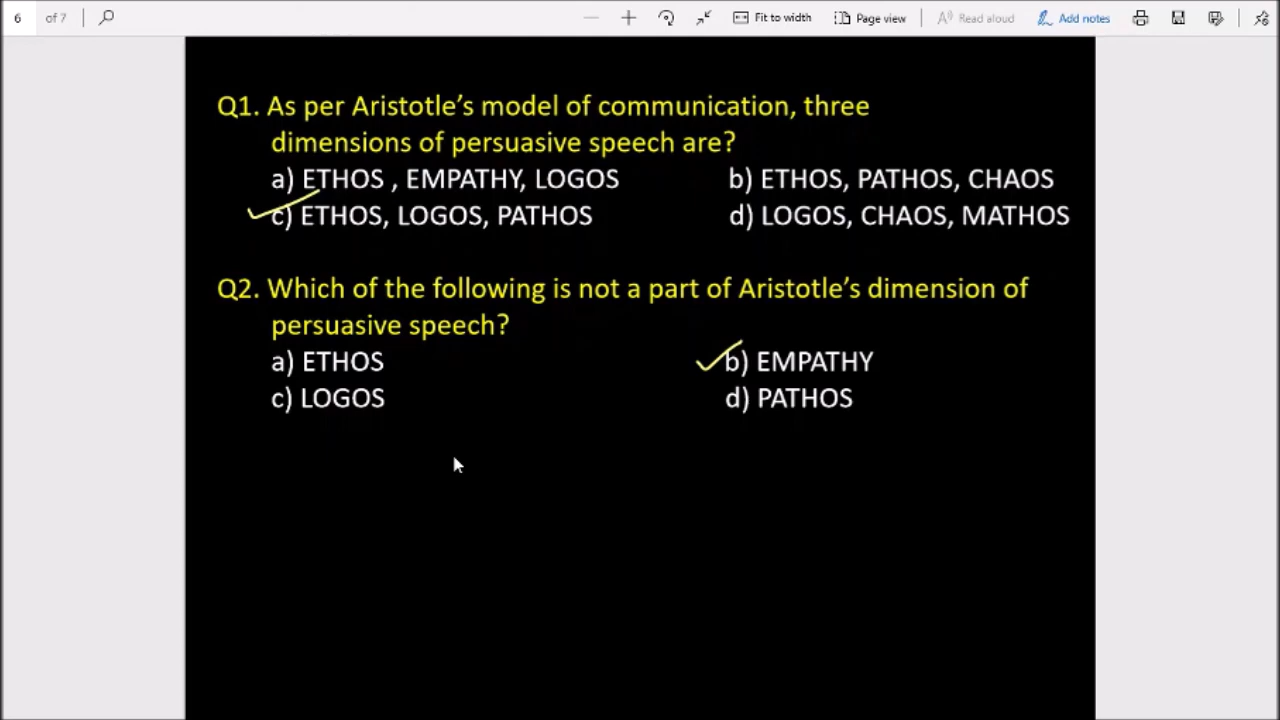 6 of 7 Fit to width Page view Read aloud Add notes
Q1. As per Aristotle's model of communication, three
dimensions of persuasive speech are?
a) ETHOS , EMPATHY, LOGOS b) ETHOS, PATHOS, CHAOS
c) ETHOS, LOGOS, PATHOS d) LOGOS, CHAOS, MATHOS
Q2. Which of the following is not a part of Aristotle's dimension of
persuasive speech?
a) ETHOS b) EMPATHY
c) LOGOS d) PATHOS